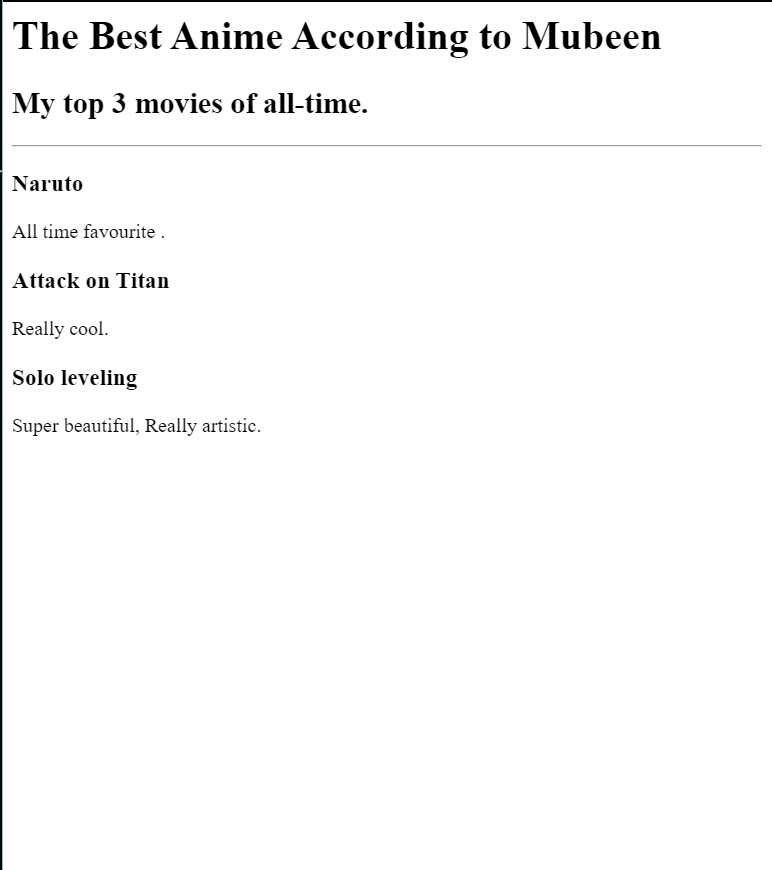 The Best Anime According to Mubeen
My top 3 movies of all-time.
Naruto
All time favourite .
Attack on Titan
Really cool.
Solo leveling
Super beautiful, Really artistic.